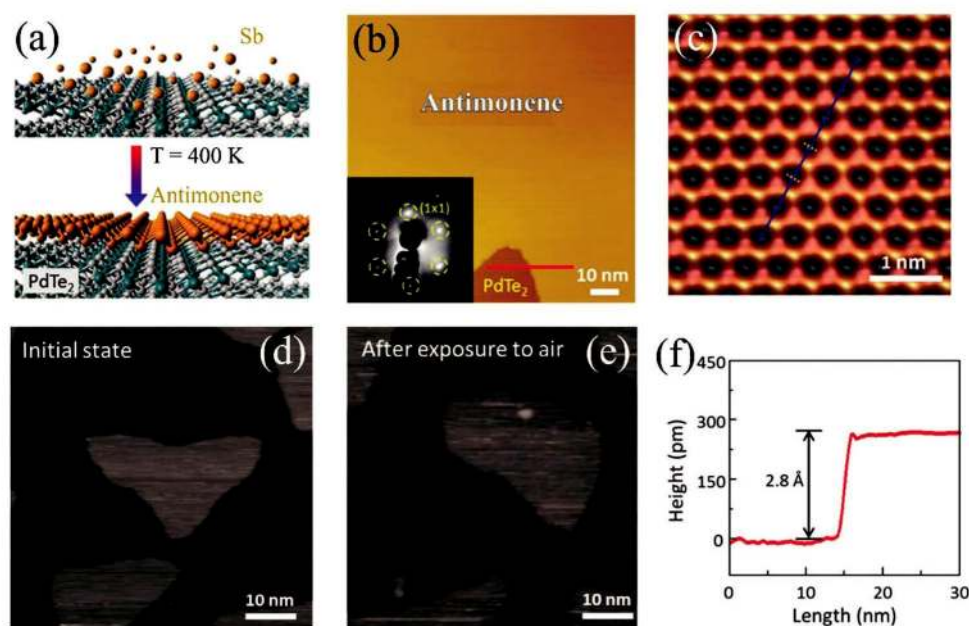 (a)
Sb
T = 400 K
Antimonene
PdTe₂
(b)
Antimonene
(1x1)
PdTe₂
10 nm
(c)
1 nm
Initial state
(d)
10 nm
After exposure to air
(e)
10 nm
(f)
Height (pm)
450
300
150
0
2.8 Å
0
10
20
30
Length (nm)